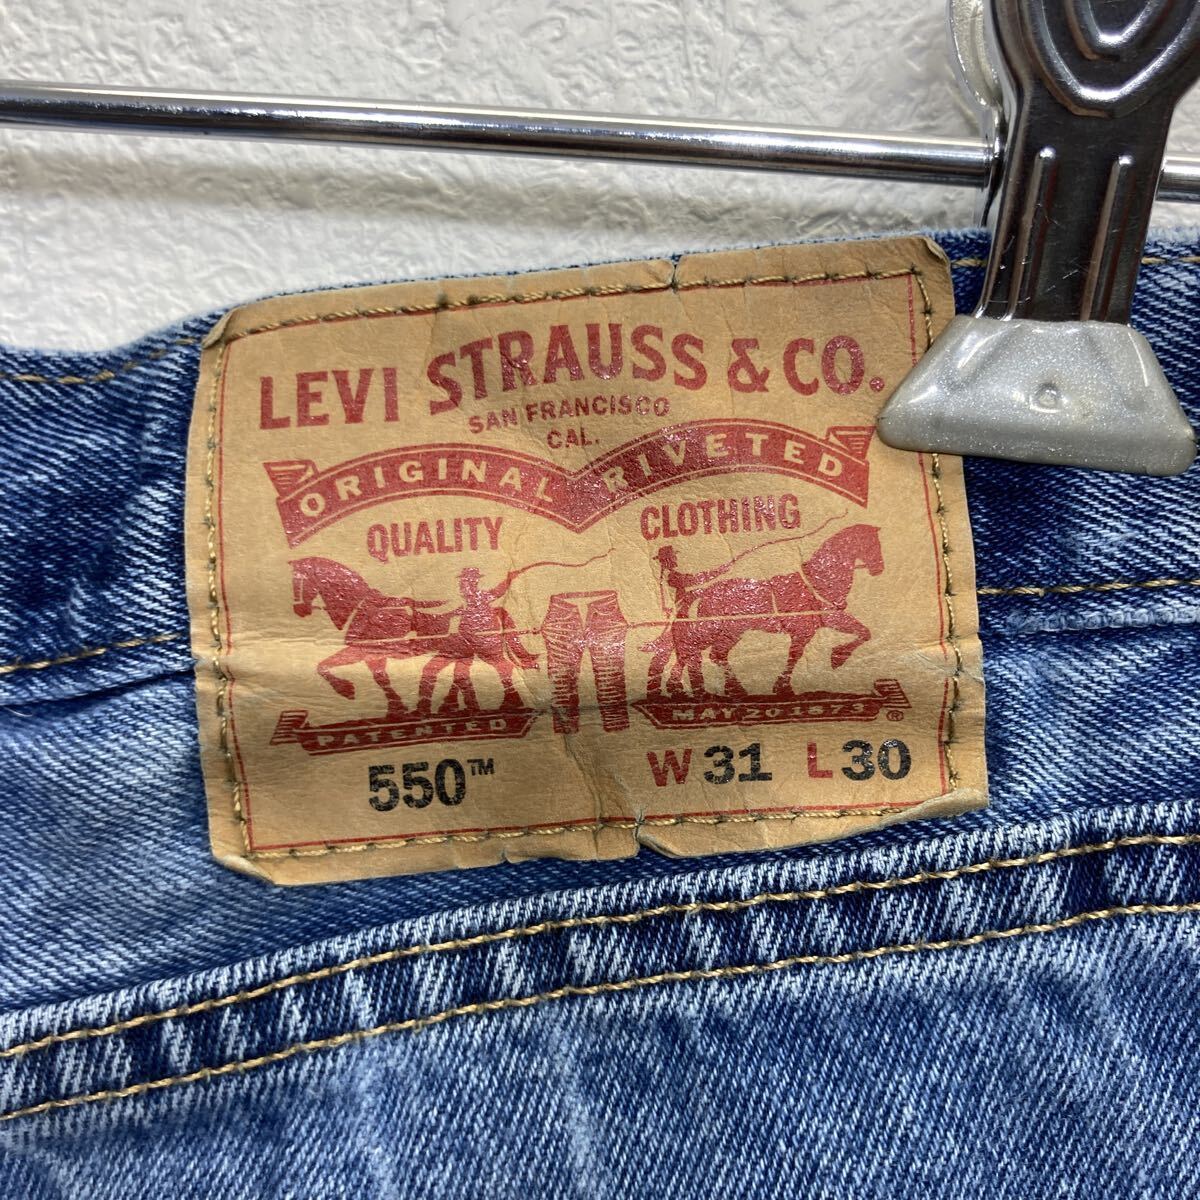 LEVI STRAUSS & CO.
SAN FRANCISCO
CAL.
ORIGINAL RIVETED
QUALITY CLOTHING
PATENTED MAY 20 1873 ®
550™ W 31 L 30